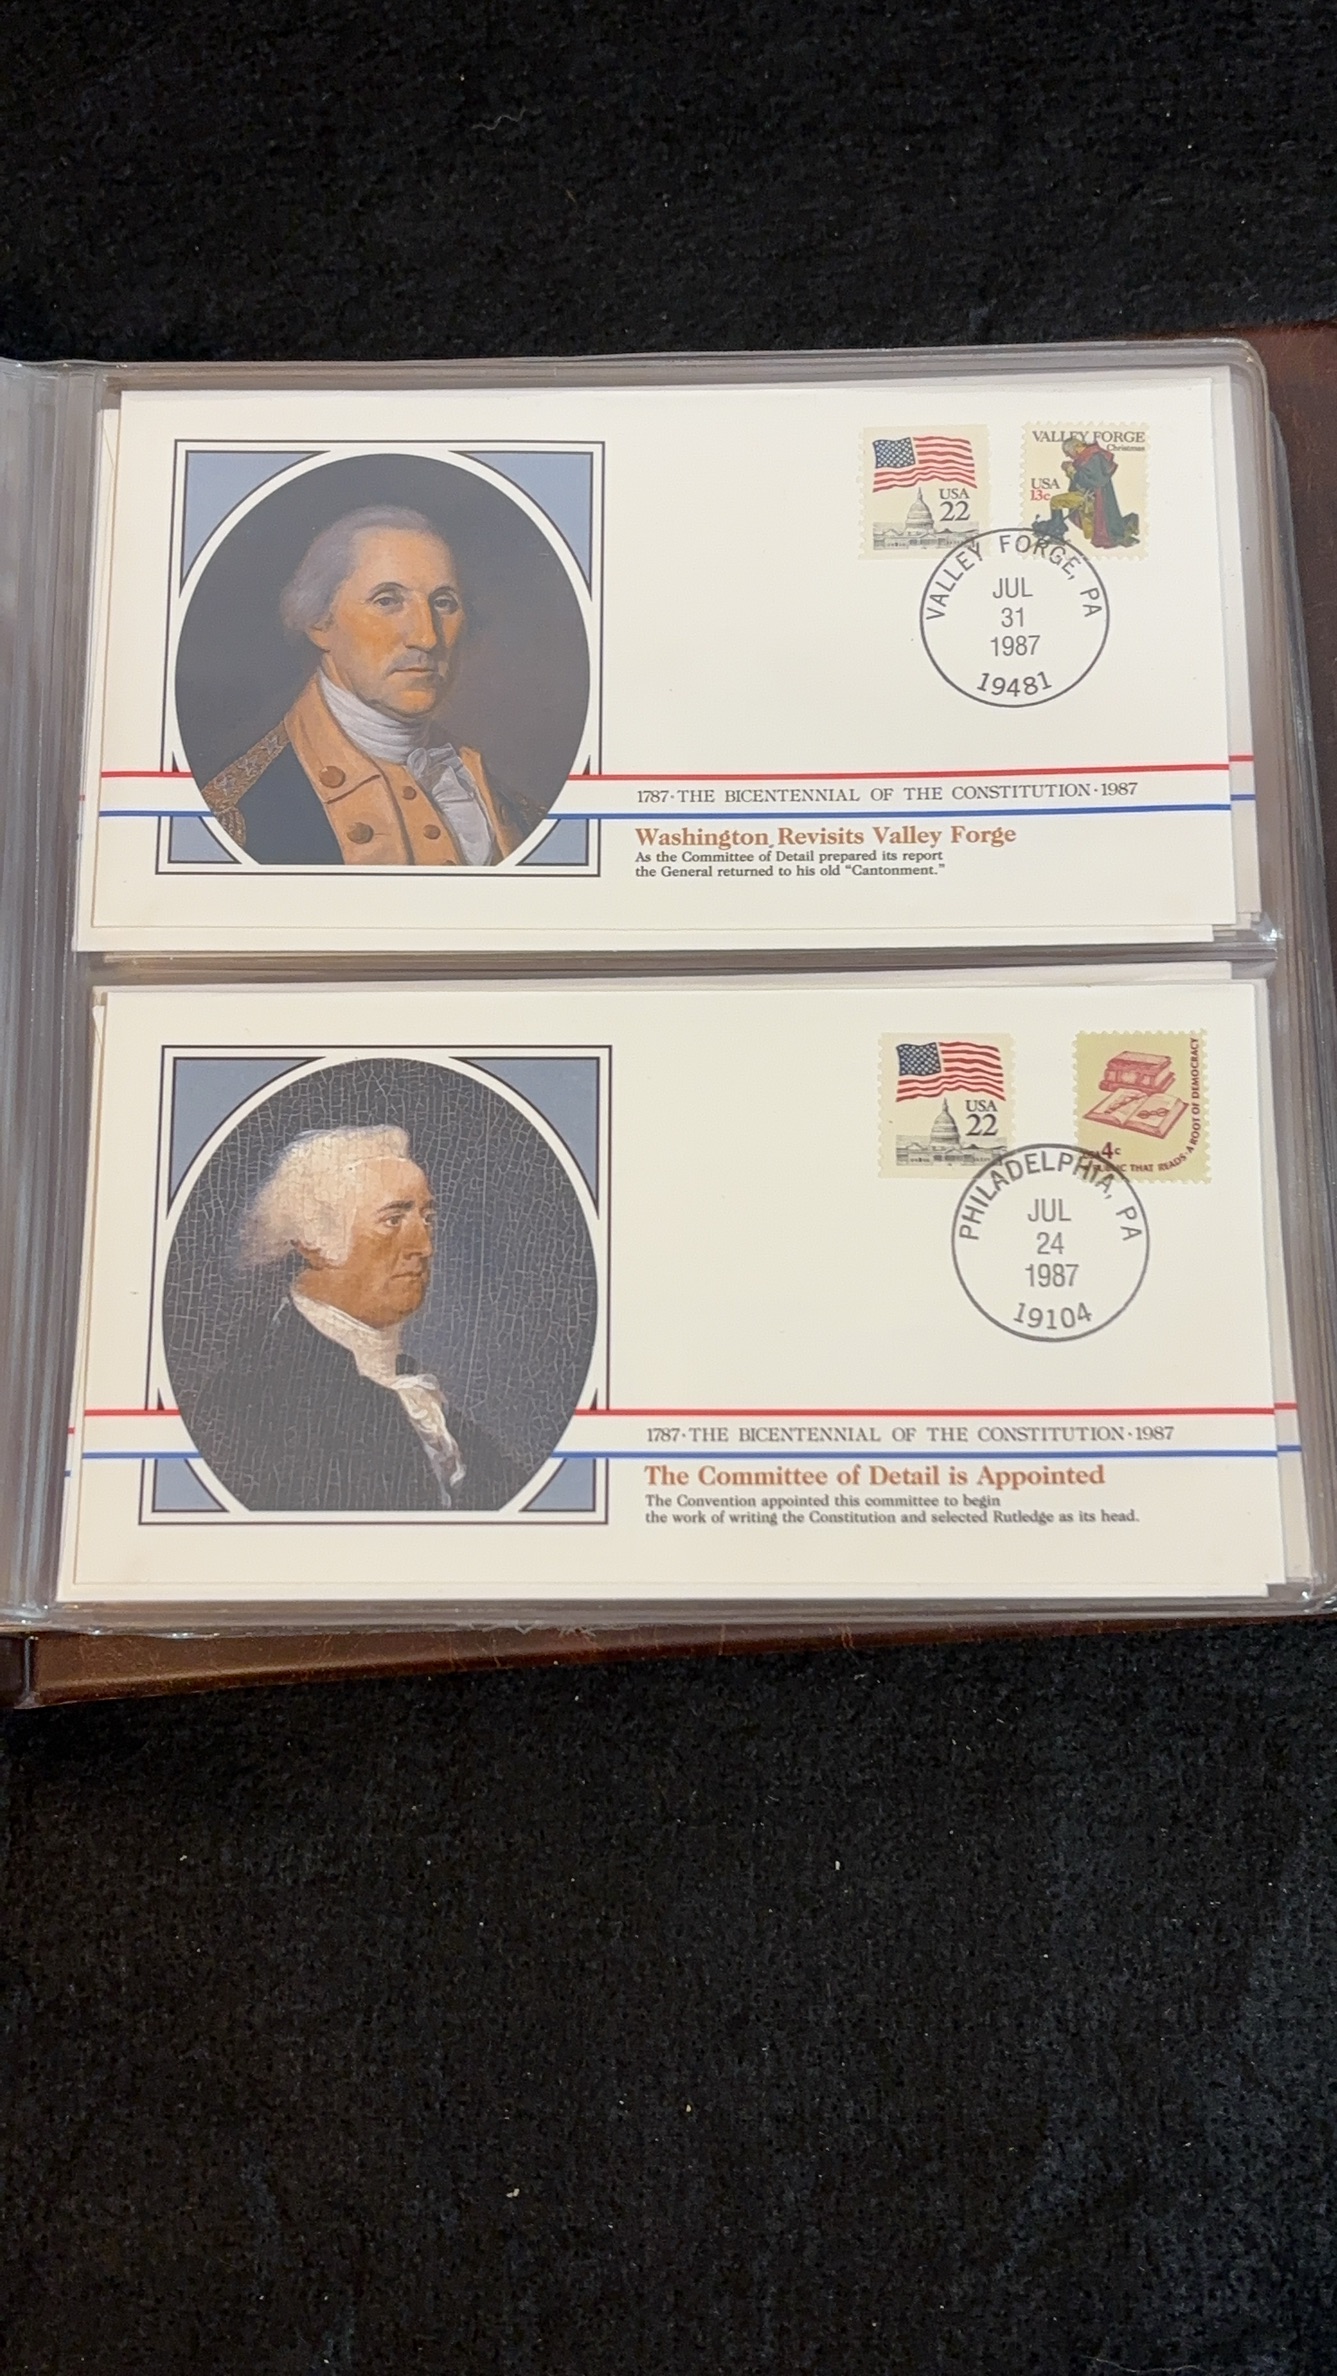 USA
22
VALLEY FORGE
Christmas
USA
13c
VALLEY FORGE, PA
JUL
31
1987
19481
1787·THE BICENTENNIAL OF THE CONSTITUTION·1987
Washington Revisits Valley Forge
As the Committee of Detail prepared its report
the General returned to his old “Cantonment.”
USA
22
4c
THAT READS·A ROOT OF DEMOCRACY
PHILADELPHIA, PA
JUL
24
1987
19104
1787·THE BICENTENNIAL OF THE CONSTITUTION·1987
The Committee of Detail is Appointed
The Convention appointed this committee to begin
the work of writing the Constitution and selected Rutledge as its head.